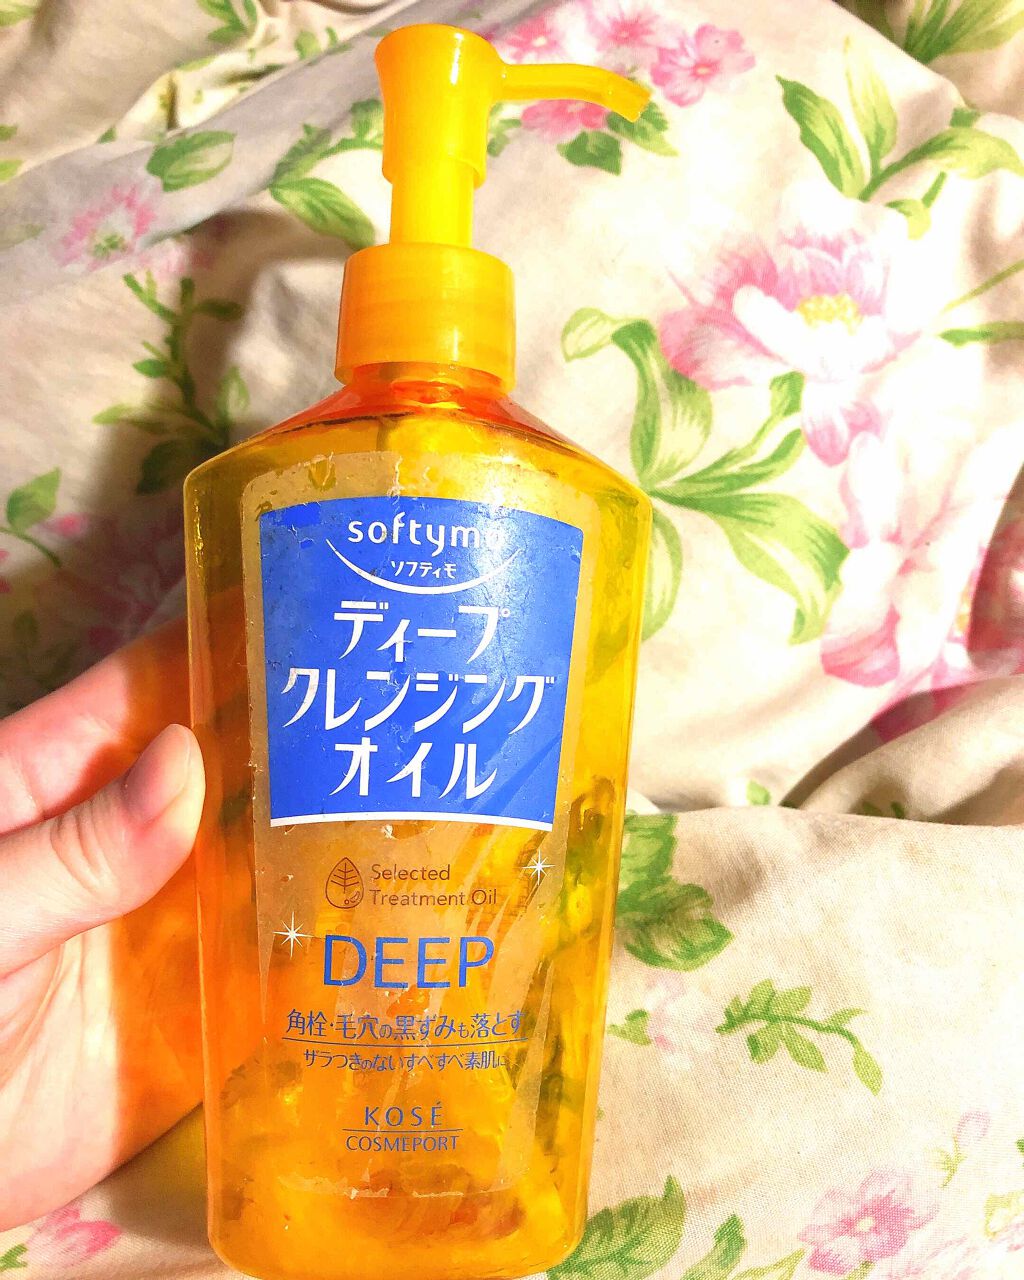 softymo
ソフティモ
ディープ
クレンジング
オイル
Selected
Treatment Oil
DEEP
角栓・毛穴の黒ずみも落とす
ザラつきのないすべすべ素肌に
KOSÉ
COSMEPORT